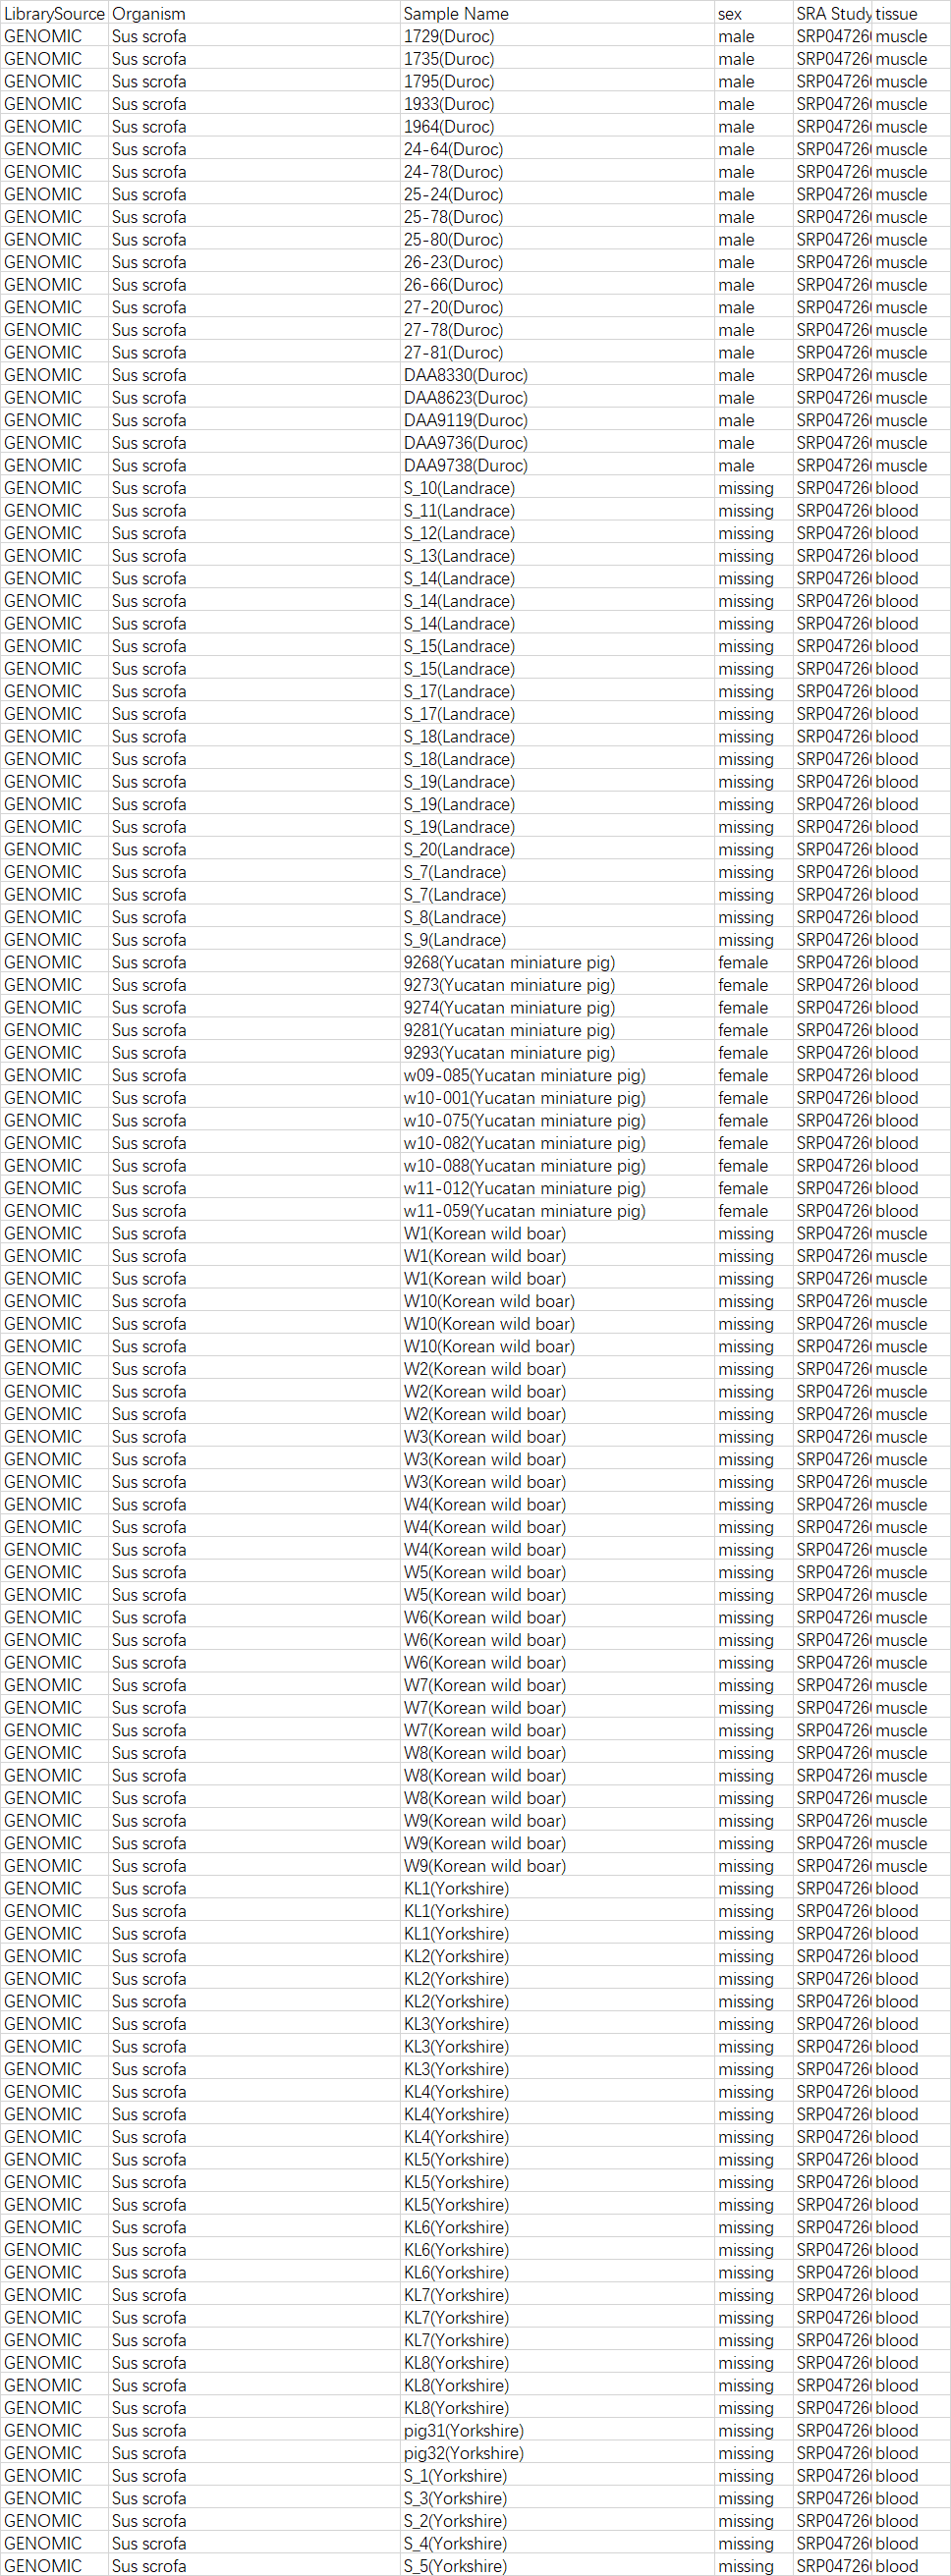 LibrarySource Organism Sample Name sex SRA Study tissue
GENOMIC Sus scrofa 1729(Duroc) male SRP04726 muscle
GENOMIC Sus scrofa 1735(Duroc) male SRP04726 muscle
GENOMIC Sus scrofa 1795(Duroc) male SRP04726 muscle
GENOMIC Sus scrofa 1933(Duroc) male SRP04726 muscle
GENOMIC Sus scrofa 1964(Duroc) male SRP04726 muscle
GENOMIC Sus scrofa 24-64(Duroc) male SRP04726 muscle
GENOMIC Sus scrofa 24-78(Duroc) male SRP04726 muscle
GENOMIC Sus scrofa 25-24(Duroc) male SRP04726 muscle
GENOMIC Sus scrofa 25-78(Duroc) male SRP04726 muscle
GENOMIC Sus scrofa 25-80(Duroc) male SRP04726 muscle
GENOMIC Sus scrofa 26-23(Duroc) male SRP04726 muscle
GENOMIC Sus scrofa 26-66(Duroc) male SRP04726 muscle
GENOMIC Sus scrofa 27-20(Duroc) male SRP04726 muscle
GENOMIC Sus scrofa 27-78(Duroc) male SRP04726 muscle
GENOMIC Sus scrofa 27-81(Duroc) male SRP04726 muscle
GENOMIC Sus scrofa DAA8330(Duroc) male SRP04726 muscle
GENOMIC Sus scrofa DAA8623(Duroc) male SRP04726 muscle
GENOMIC Sus scrofa DAA9119(Duroc) male SRP04726 muscle
GENOMIC Sus scrofa DAA9736(Duroc) male SRP04726 muscle
GENOMIC Sus scrofa DAA9738(Duroc) male SRP04726 muscle
GENOMIC Sus scrofa S_10(Landrace) missing SRP04726 blood
GENOMIC Sus scrofa S_11(Landrace) missing SRP04726 blood
GENOMIC Sus scrofa S_12(Landrace) missing SRP04726 blood
GENOMIC Sus scrofa S_13(Landrace) missing SRP04726 blood
GENOMIC Sus scrofa S_14(Landrace) missing SRP04726 blood
GENOMIC Sus scrofa S_14(Landrace) missing SRP04726 blood
GENOMIC Sus scrofa S_14(Landrace) missing SRP04726 blood
GENOMIC Sus scrofa S_15(Landrace) missing SRP04726 blood
GENOMIC Sus scrofa S_15(Landrace) missing SRP04726 blood
GENOMIC Sus scrofa S_17(Landrace) missing SRP04726 blood
GENOMIC Sus scrofa S_17(Landrace) missing SRP04726 blood
GENOMIC Sus scrofa S_18(Landrace) missing SRP04726 blood
GENOMIC Sus scrofa S_18(Landrace) missing SRP04726 blood
GENOMIC Sus scrofa S_19(Landrace) missing SRP04726 blood
GENOMIC Sus scrofa S_19(Landrace) missing SRP04726 blood
GENOMIC Sus scrofa S_19(Landrace) missing SRP04726 blood
GENOMIC Sus scrofa S_20(Landrace) missing SRP04726 blood
GENOMIC Sus scrofa S_7(Landrace) missing SRP04726 blood
GENOMIC Sus scrofa S_7(Landrace) missing SRP04726 blood
GENOMIC Sus scrofa S_8(Landrace) missing SRP04726 blood
GENOMIC Sus scrofa S_9(Landrace) missing SRP04726 blood
GENOMIC Sus scrofa 9268(Yucatan miniature pig) female SRP04726 blood
GENOMIC Sus scrofa 9273(Yucatan miniature pig) female SRP04726 blood
GENOMIC Sus scrofa 9274(Yucatan miniature pig) female SRP04726 blood
GENOMIC Sus scrofa 9281(Yucatan miniature pig) female SRP04726 blood
GENOMIC Sus scrofa 9293(Yucatan miniature pig) female SRP04726 blood
GENOMIC Sus scrofa w09-085(Yucatan miniature pig) female SRP04726 blood
GENOMIC Sus scrofa w10-001(Yucatan miniature pig) female SRP04726 blood
GENOMIC Sus scrofa w10-075(Yucatan miniature pig) female SRP04726 blood
GENOMIC Sus scrofa w10-082(Yucatan miniature pig) female SRP04726 blood
GENOMIC Sus scrofa w10-088(Yucatan miniature pig) female SRP04726 blood
GENOMIC Sus scrofa w11-012(Yucatan miniature pig) female SRP04726 blood
GENOMIC Sus scrofa w11-059(Yucatan miniature pig) female SRP04726 blood
GENOMIC Sus scrofa W1(Korean wild boar) missing SRP04726 muscle
GENOMIC Sus scrofa W1(Korean wild boar) missing SRP04726 muscle
GENOMIC Sus scrofa W1(Korean wild boar) missing SRP04726 muscle
GENOMIC Sus scrofa W10(Korean wild boar) missing SRP04726 muscle
GENOMIC Sus scrofa W10(Korean wild boar) missing SRP04726 muscle
GENOMIC Sus scrofa W10(Korean wild boar) missing SRP04726 muscle
GENOMIC Sus scrofa W2(Korean wild boar) missing SRP04726 muscle
GENOMIC Sus scrofa W2(Korean wild boar) missing SRP04726 muscle
GENOMIC Sus scrofa W2(Korean wild boar) missing SRP04726 muscle
GENOMIC Sus scrofa W3(Korean wild boar) missing SRP04726 muscle
GENOMIC Sus scrofa W3(Korean wild boar) missing SRP04726 muscle
GENOMIC Sus scrofa W3(Korean wild boar) missing SRP04726 muscle
GENOMIC Sus scrofa W4(Korean wild boar) missing SRP04726 muscle
GENOMIC Sus scrofa W4(Korean wild boar) missing SRP04726 muscle
GENOMIC Sus scrofa W4(Korean wild boar) missing SRP04726 muscle
GENOMIC Sus scrofa W5(Korean wild boar) missing SRP04726 muscle
GENOMIC Sus scrofa W5(Korean wild boar) missing SRP04726 muscle
GENOMIC Sus scrofa W6(Korean wild boar) missing SRP04726 muscle
GENOMIC Sus scrofa W6(Korean wild boar) missing SRP04726 muscle
GENOMIC Sus scrofa W6(Korean wild boar) missing SRP04726 muscle
GENOMIC Sus scrofa W7(Korean wild boar) missing SRP04726 muscle
GENOMIC Sus scrofa W7(Korean wild boar) missing SRP04726 muscle
GENOMIC Sus scrofa W7(Korean wild boar) missing SRP04726 muscle
GENOMIC Sus scrofa W8(Korean wild boar) missing SRP04726 muscle
GENOMIC Sus scrofa W8(Korean wild boar) missing SRP04726 muscle
GENOMIC Sus scrofa W8(Korean wild boar) missing SRP04726 muscle
GENOMIC Sus scrofa W9(Korean wild boar) missing SRP04726 muscle
GENOMIC Sus scrofa W9(Korean wild boar) missing SRP04726 muscle
GENOMIC Sus scrofa W9(Korean wild boar) missing SRP04726 muscle
GENOMIC Sus scrofa KL1(Yorkshire) missing SRP04726 blood
GENOMIC Sus scrofa KL1(Yorkshire) missing SRP04726 blood
GENOMIC Sus scrofa KL1(Yorkshire) missing SRP04726 blood
GENOMIC Sus scrofa KL2(Yorkshire) missing SRP04726 blood
GENOMIC Sus scrofa KL2(Yorkshire) missing SRP04726 blood
GENOMIC Sus scrofa KL2(Yorkshire) missing SRP04726 blood
GENOMIC Sus scrofa KL3(Yorkshire) missing SRP04726 blood
GENOMIC Sus scrofa KL3(Yorkshire) missing SRP04726 blood
GENOMIC Sus scrofa KL3(Yorkshire) missing SRP04726 blood
GENOMIC Sus scrofa KL4(Yorkshire) missing SRP04726 blood
GENOMIC Sus scrofa KL4(Yorkshire) missing SRP04726 blood
GENOMIC Sus scrofa KL4(Yorkshire) missing SRP04726 blood
GENOMIC Sus scrofa KL5(Yorkshire) missing SRP04726 blood
GENOMIC Sus scrofa KL5(Yorkshire) missing SRP04726 blood
GENOMIC Sus scrofa KL5(Yorkshire) missing SRP04726 blood
GENOMIC Sus scrofa KL6(Yorkshire) missing SRP04726 blood
GENOMIC Sus scrofa KL6(Yorkshire) missing SRP04726 blood
GENOMIC Sus scrofa KL6(Yorkshire) missing SRP04726 blood
GENOMIC Sus scrofa KL7(Yorkshire) missing SRP04726 blood
GENOMIC Sus scrofa KL7(Yorkshire) missing SRP04726 blood
GENOMIC Sus scrofa KL7(Yorkshire) missing SRP04726 blood
GENOMIC Sus scrofa KL8(Yorkshire) missing SRP04726 blood
GENOMIC Sus scrofa KL8(Yorkshire) missing SRP04726 blood
GENOMIC Sus scrofa KL8(Yorkshire) missing SRP04726 blood
GENOMIC Sus scrofa pig31(Yorkshire) missing SRP04726 blood
GENOMIC Sus scrofa pig32(Yorkshire) missing SRP04726 blood
GENOMIC Sus scrofa S_1(Yorkshire) missing SRP04726 blood
GENOMIC Sus scrofa S_3(Yorkshire) missing SRP04726 blood
GENOMIC Sus scrofa S_2(Yorkshire) missing SRP04726 blood
GENOMIC Sus scrofa S_4(Yorkshire) missing SRP04726 blood
GENOMIC Sus scrofa S_5(Yorkshire) missing SRP04726 blood